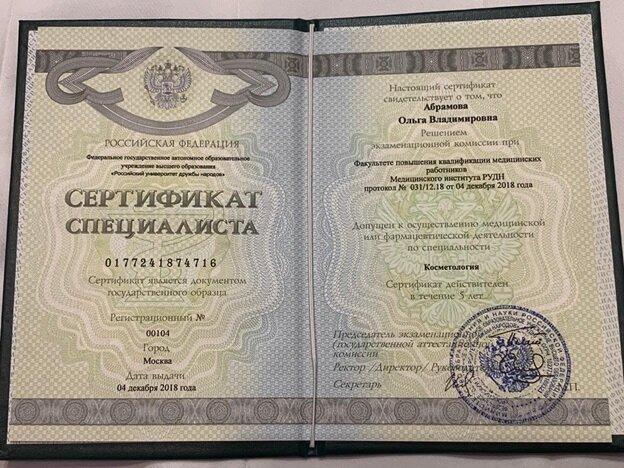 РОССИЙСКАЯ ФЕДЕРАЦИЯ
Федеральное государственное автономное образовательное
учреждение высшего образования
«Российский университет дружбы народов»
СЕРТИФИКАТ
СПЕЦИАЛИСТА
0177241874716
Сертификат является документом
государственного образца
Регистрационный №
00104
Город
Москва
Дата выдачи
04 декабря 2018 года
Настоящий сертификат
свидетельствует о том, что
Абрамова
Ольга Владимировна
Решением
экзаменационной комиссии при
Факультете повышения квалификации медицинских
работников
Медицинского института РУДН
протокол № 031/12.18 от 04 декабря 2018 года
Допущен к осуществлению медицинской
или фармацевтической деятельности
по специальности
Косметология
Сертификат действителен
в течение 5 лет
Председатель экзаменационной
Государственной аттестационной
комиссии
Ректор /Директор/
Секретарь